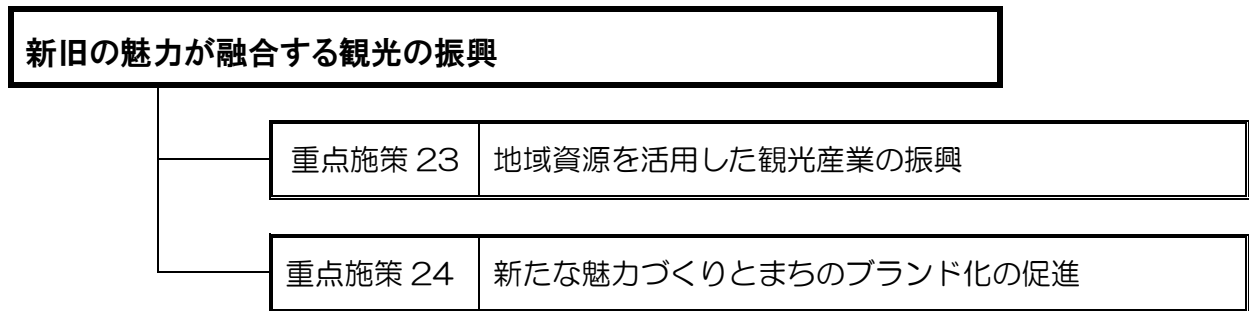 新旧の魅力が融合する観光の振興
重点施策 23 地域資源を活用した観光産業の振興
重点施策 24 新たな魅力づくりとまちのブランド化の促進